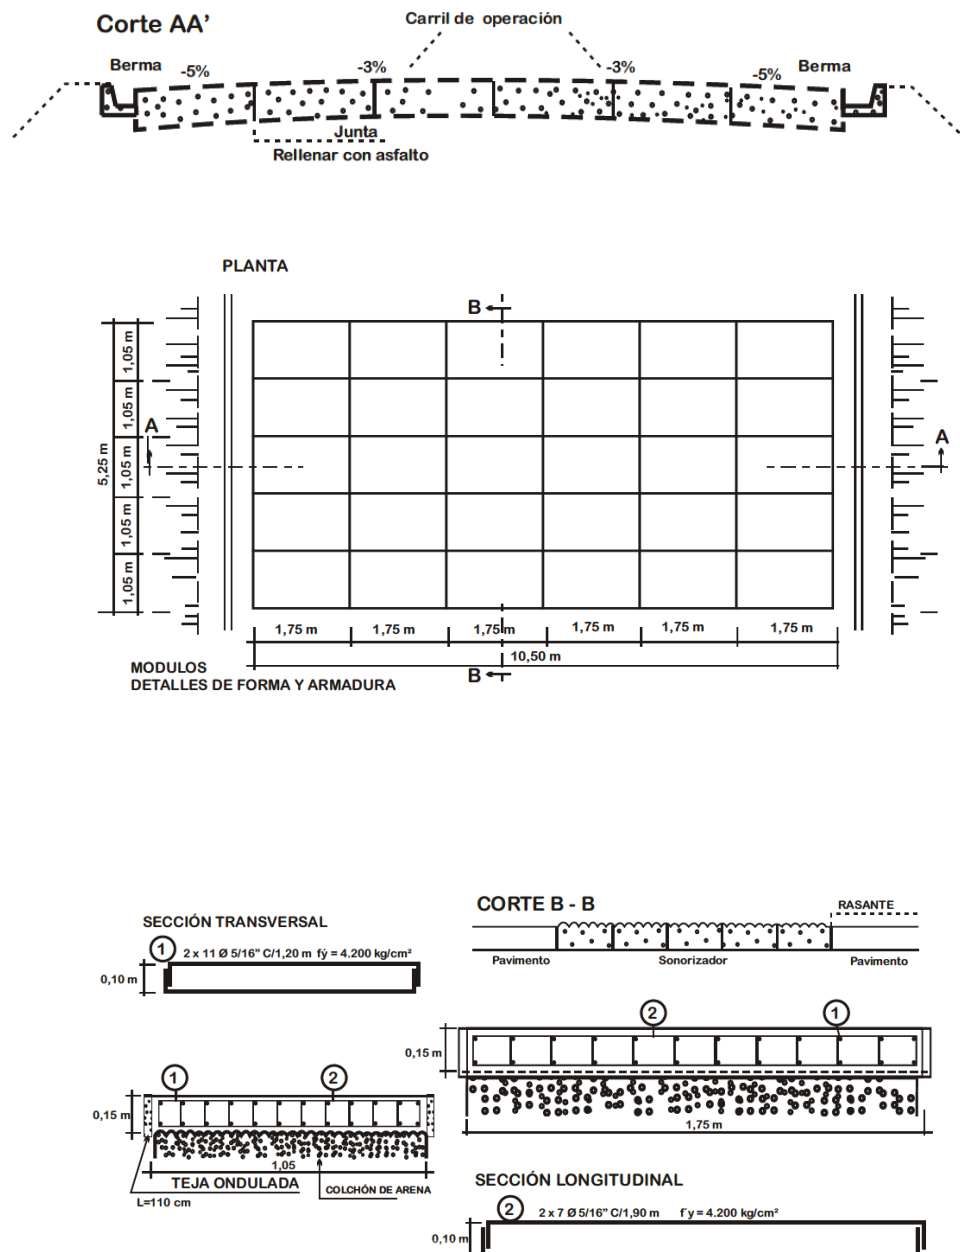 Corte AA'
Carril de operación
Berma
-5%
-3%
-3%
-5%
Berma
Junta
Rellenar con asfalto
PLANTA
B
1,05 m
1,05 m
1,05 m
1,05 m
1,05 m
5,25 m
A
A
1,75 m
1,75 m
1,75 m
1,75 m
1,75 m
1,75 m
10,50 m
B
MODULOS
DETALLES DE FORMA Y ARMADURA
SECCIÓN TRANSVERSAL
1
2 x 11 Ø 5/16" C/1,20 m fý = 4.200 kg/cm²
0,10 m
CORTE B - B
RASANTE
Pavimento
Sonorizador
Pavimento
2
1
0,15 m
1,75 m
1
2
0,15 m
1,05
TEJA ONDULADA
COLCHÓN DE ARENA
L=110 cm
SECCIÓN LONGITUDINAL
2
2 x 7 Ø 5/16" C/1,90 m f'y = 4.200 kg/cm²
0,10 m